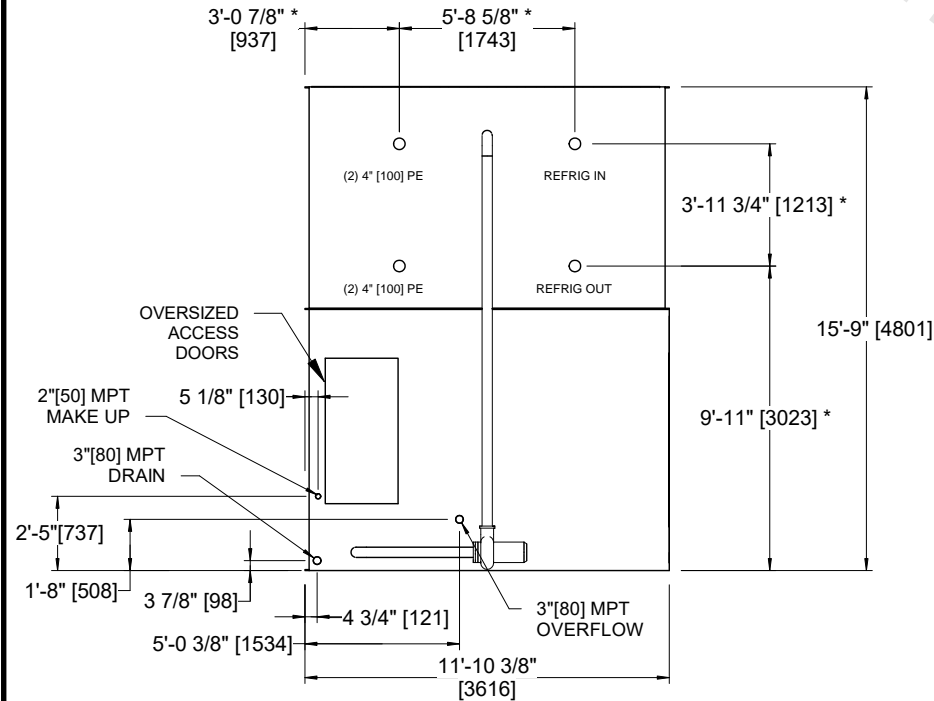 3'-0 7/8" *
[937]
5'-8 5/8" *
[1743]
(2) 4" [100] PE
REFRIG IN
3'-11 3/4" [1213] *
(2) 4" [100] PE
REFRIG OUT
OVERSIZED
ACCESS
DOORS
15'-9" [4801]
2"[50] MPT
MAKE UP
5 1/8" [130]
9'-11" [3023] *
3"[80] MPT
DRAIN
2'-5"[737]
1'-8" [508]
3 7/8" [98]
4 3/4" [121]
3"[80] MPT
OVERFLOW
5'-0 3/8" [1534]
11'-10 3/8"
[3616]